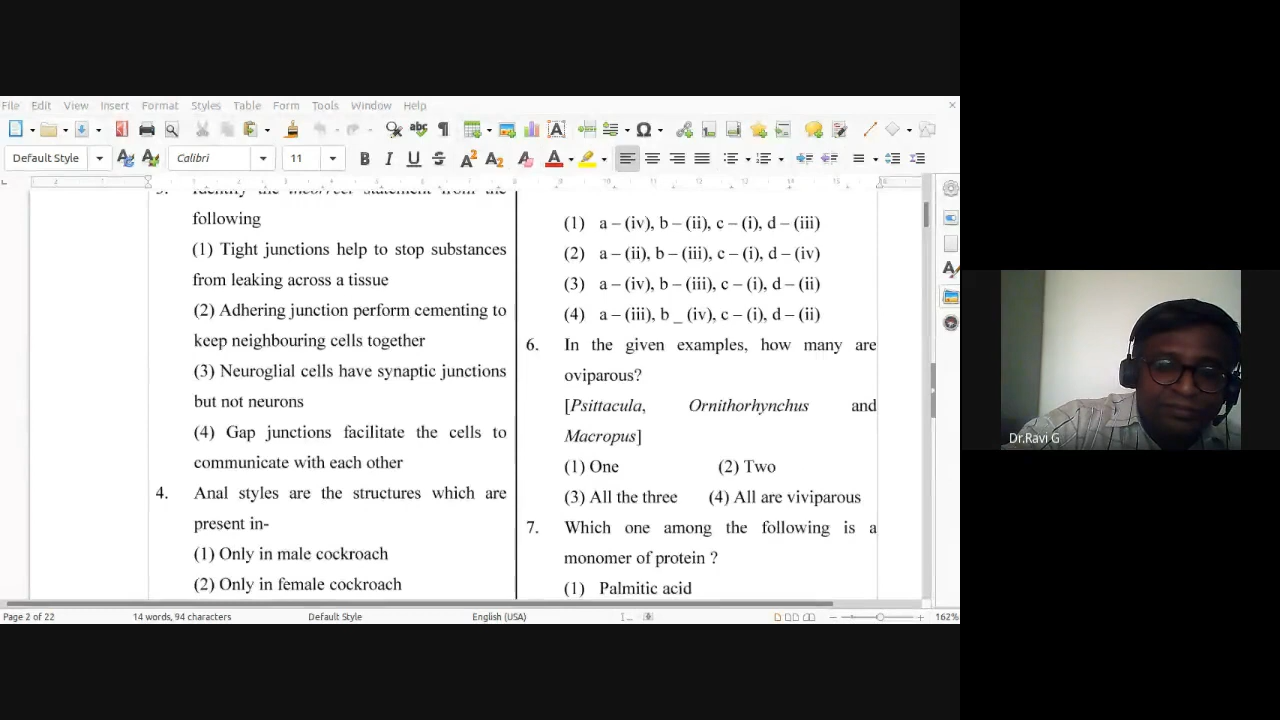 File Edit View Insert Format Styles Table Form Tools Window Help
Default Style Calibri 11
Identify the incorrect statement from the
following
(1) Tight junctions help to stop substances
from leaking across a tissue
(2) Adhering junction perform cementing to
keep neighbouring cells together
(3) Neuroglial cells have synaptic junctions
but not neurons
(4) Gap junctions facilitate the cells to
communicate with each other
4. Anal styles are the structures which are
present in-
(1) Only in male cockroach
(2) Only in female cockroach
(1) a – (iv), b – (ii), c – (i), d – (iii)
(2) a – (ii), b – (iii), c – (i), d – (iv)
(3) a – (iv), b – (iii), c – (i), d – (ii)
(4) a – (iii), b _ (iv), c – (i), d – (ii)
6. In the given examples, how many are
oviparous?
[Psittacula, Ornithorhynchus and
Macropus]
(1) One (2) Two
(3) All the three (4) All are viviparous
7. Which one among the following is a
monomer of protein ?
(1) Palmitic acid
Page 2 of 22 14 words, 94 characters Default Style English (USA) 162%
Dr.Ravi G